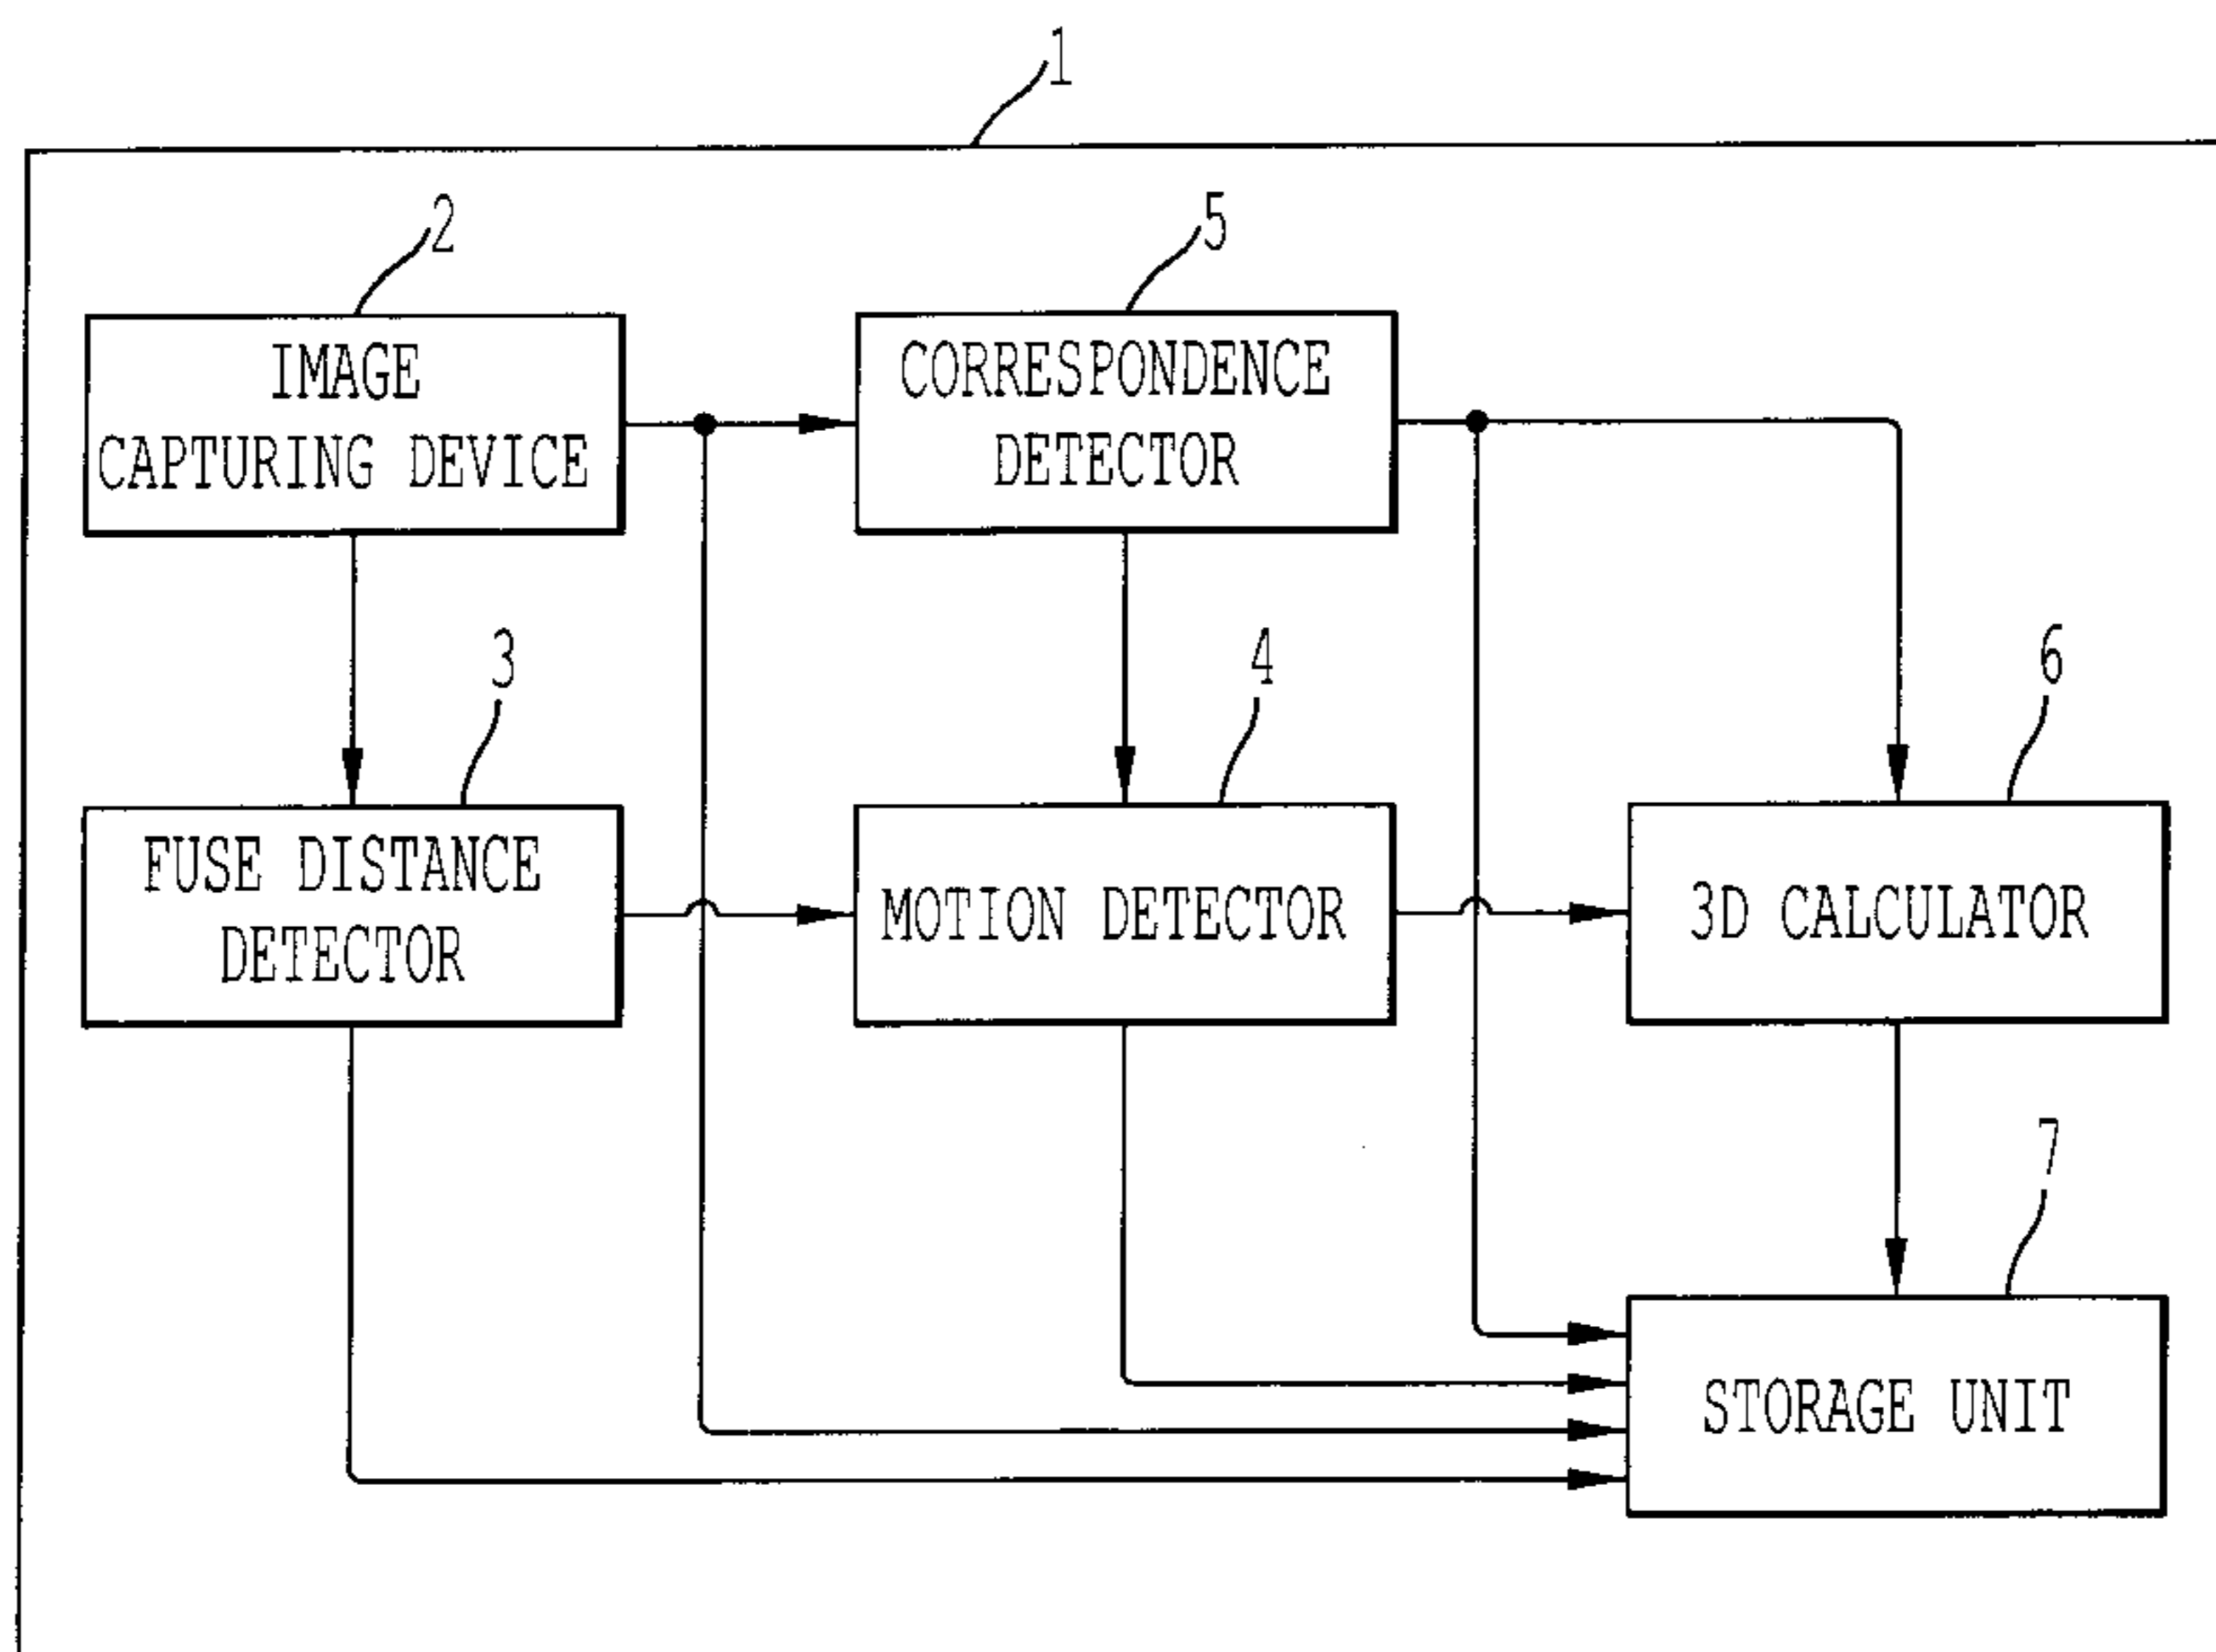 1
2
5
IMAGE
CAPTURING DEVICE
CORRESPONDENCE
DETECTOR
3
4
6
FUSE DISTANCE
DETECTOR
MOTION DETECTOR
3D CALCULATOR
7
STORAGE UNIT